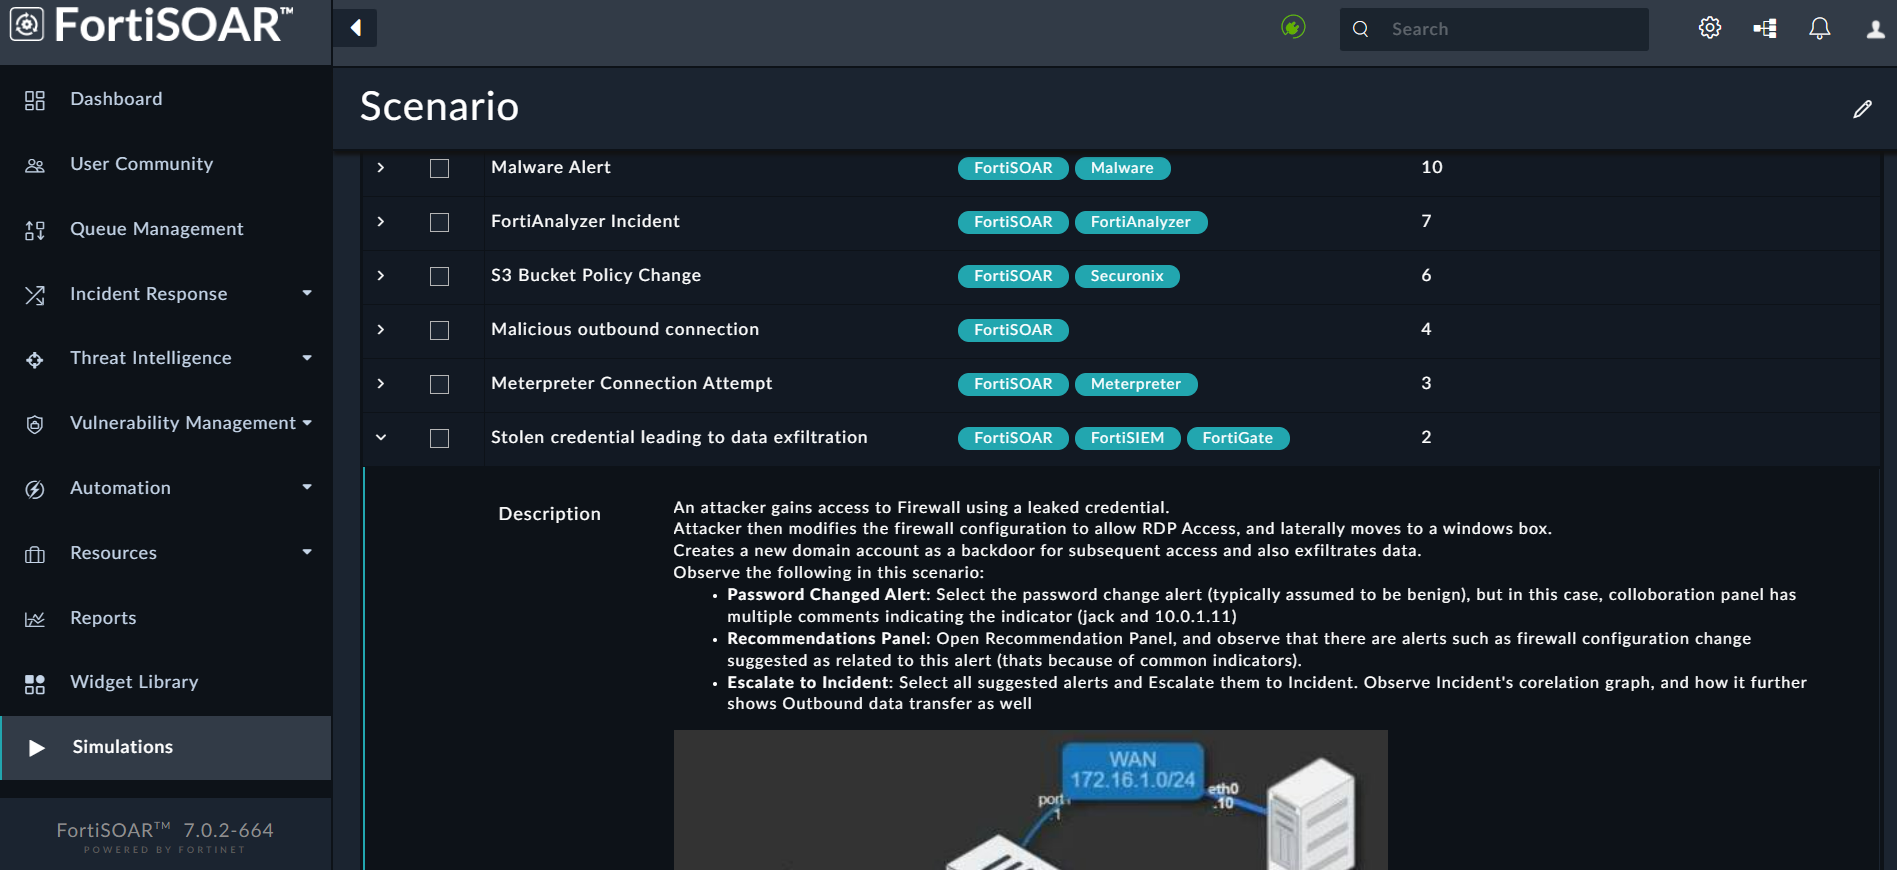 FortiSOAR™
Search
Dashboard
User Community
Queue Management
Incident Response
Threat Intelligence
Vulnerability Management
Automation
Resources
Reports
Widget Library
Simulations
FortiSOAR™ 7.0.2-664
POWERED BY FORTINET
Scenario
Malware Alert FortiSOAR Malware 10
FortiAnalyzer Incident FortiSOAR FortiAnalyzer 7
S3 Bucket Policy Change FortiSOAR Securonix 6
Malicious outbound connection FortiSOAR 4
Meterpreter Connection Attempt FortiSOAR Meterpreter 3
Stolen credential leading to data exfiltration FortiSOAR FortiSIEM FortiGate 2
Description
An attacker gains access to Firewall using a leaked credential.
Attacker then modifies the firewall configuration to allow RDP Access, and laterally moves to a windows box.
Creates a new domain account as a backdoor for subsequent access and also exfiltrates data.
Observe the following in this scenario:
• Password Changed Alert: Select the password change alert (typically assumed to be benign), but in this case, colloboration panel has
multiple comments indicating the indicator (jack and 10.0.1.11)
• Recommendations Panel: Open Recommendation Panel, and observe that there are alerts such as firewall configuration change
suggested as related to this alert (thats because of common indicators).
• Escalate to Incident: Select all suggested alerts and Escalate them to Incident. Observe Incident's corelation graph, and how it further
shows Outbound data transfer as well
WAN
172.16.1.0/24
port1
.1
eth0
.10